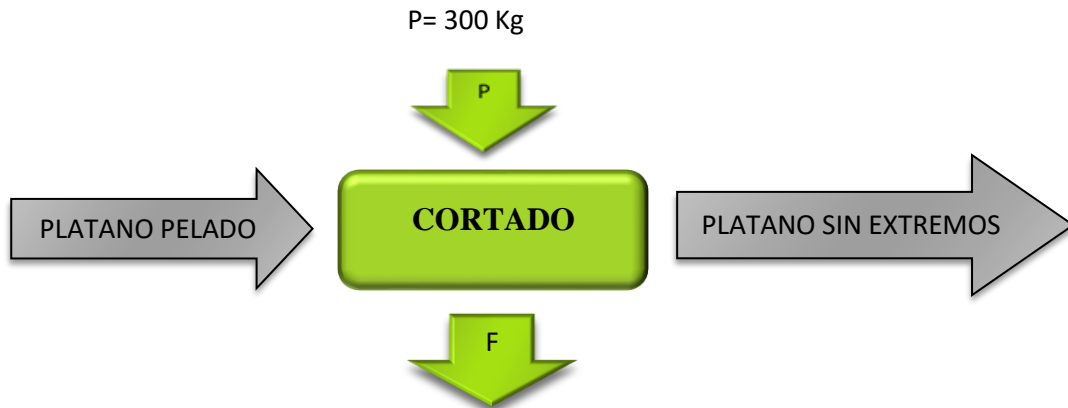 P= 300 Kg
P
PLATANO PELADO
CORTADO
PLATANO SIN EXTREMOS
F